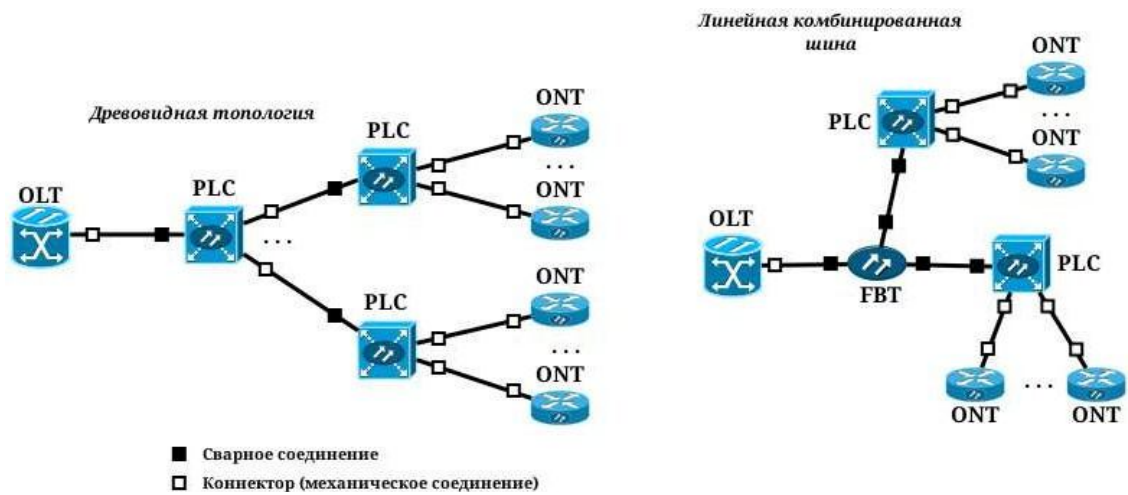 Древовидная топология
OLT
PLC
. . .
PLC
ONT
. . .
ONT
PLC
ONT
. . .
ONT
Сварное соединение
Коннектор (механическое соединение)
Линейная комбинированная
шина
OLT
FBT
PLC
ONT
. . .
ONT
PLC
ONT
. . .
ONT